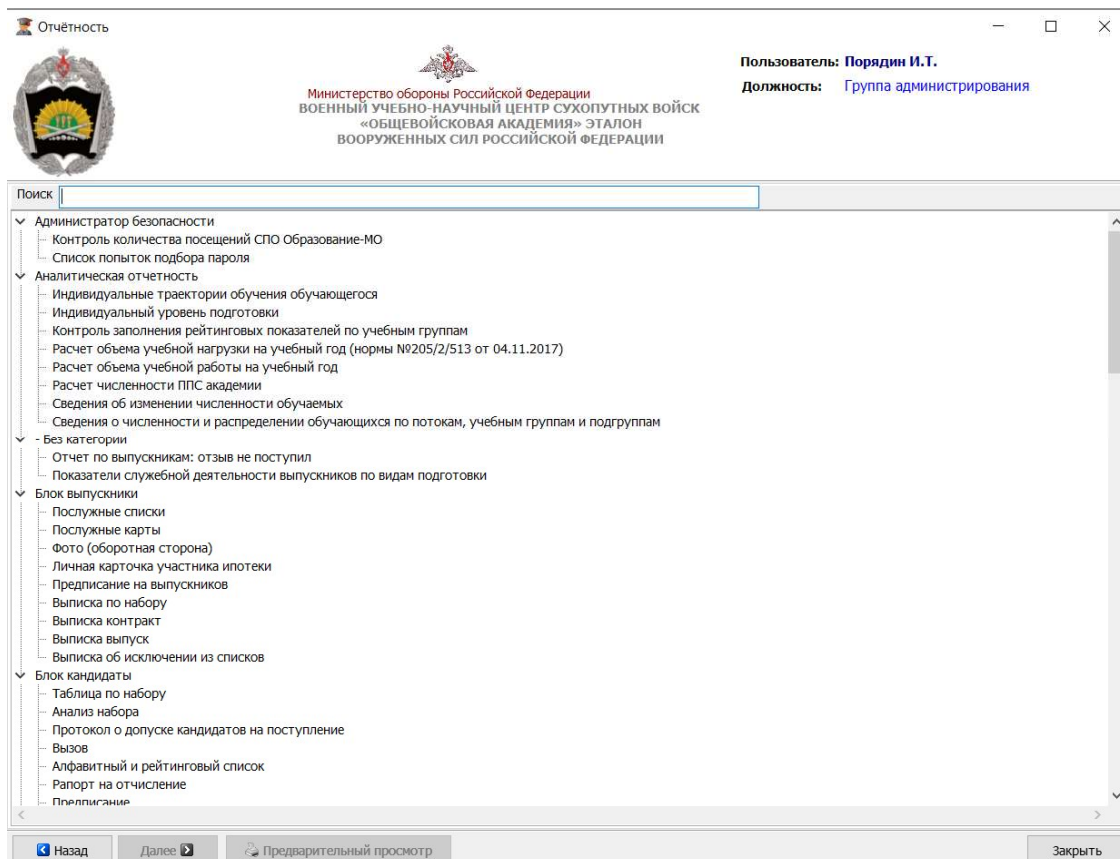 Отчётность
Министерство обороны Российской Федерации
ВОЕННЫЙ УЧЕБНО-НАУЧНЫЙ ЦЕНТР СУХОПУТНЫХ ВОЙСК
«ОБЩЕВОЙСКОВАЯ АКАДЕМИЯ» ЭТАЛОН
ВООРУЖЕННЫХ СИЛ РОССИЙСКОЙ ФЕДЕРАЦИИ
Пользователь: Порядин И.Т.
Должность: Группа администрирования
Поиск
Администратор безопасности
Контроль количества посещений СПО Образование-МО
Список попыток подбора пароля
Аналитическая отчетность
Индивидуальные траектории обучения обучающегося
Индивидуальный уровень подготовки
Контроль заполнения рейтинговых показателей по учебным группам
Расчет объема учебной нагрузки на учебный год (нормы №205/2/513 от 04.11.2017)
Расчет объема учебной работы на учебный год
Расчет численности ППС академии
Сведения об изменении численности обучаемых
Сведения о численности и распределении обучающихся по потокам, учебным группам и подгруппам
- Без категории
Отчет по выпускникам: отзыв не поступил
Показатели служебной деятельности выпускников по видам подготовки
Блок выпускники
Послужные списки
Послужные карты
Фото (оборотная сторона)
Личная карточка участника ипотеки
Предписание на выпускников
Выписка по набору
Выписка контракт
Выписка выпуск
Выписка об исключении из списков
Блок кандидаты
Таблица по набору
Анализ набора
Протокол о допуске кандидатов на поступление
Вызов
Алфавитный и рейтинговый список
Рапорт на отчисление
Предписание
Назад
Далее
Предварительный просмотр
Закрыть